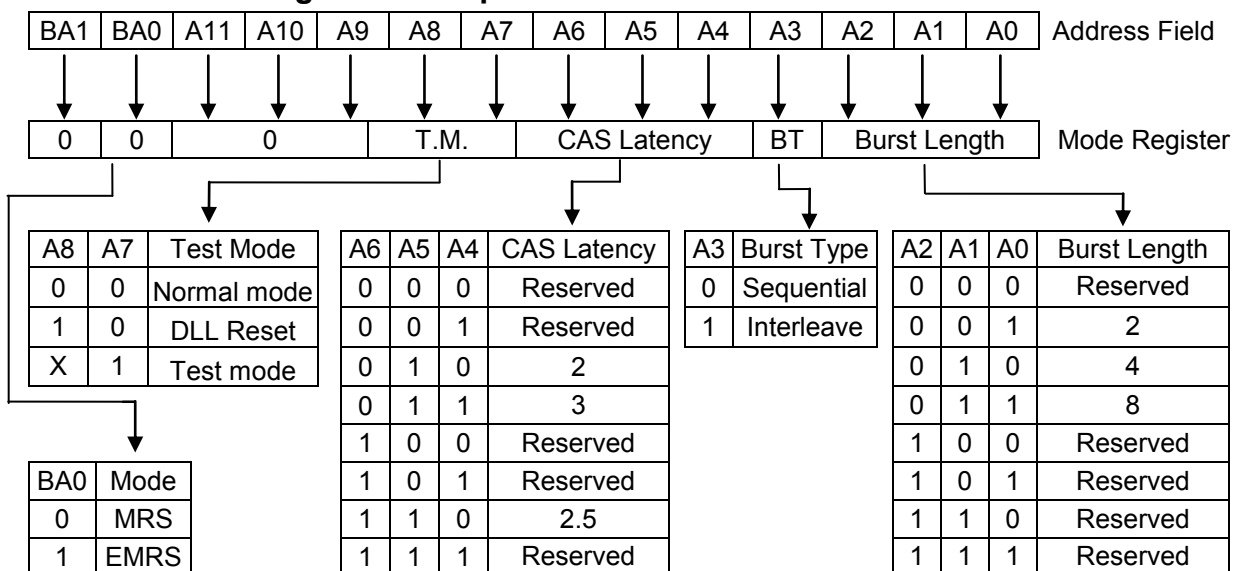 BA1 BA0 A11 A10 A9 A8 A7 A6 A5 A4 A3 A2 A1 A0 Address Field
0 0 0 T.M. CAS Latency BT Burst Length Mode Register
A8 A7 Test Mode
0 0 Normal mode
1 0 DLL Reset
X 1 Test mode
BA0 Mode
0 MRS
1 EMRS
A6 A5 A4 CAS Latency
0 0 0 Reserved
0 0 1 Reserved
0 1 0 2
0 1 1 3
1 0 0 Reserved
1 0 1 Reserved
1 1 0 2.5
1 1 1 Reserved
A3 Burst Type
0 Sequential
1 Interleave
A2 A1 A0 Burst Length
0 0 0 Reserved
0 0 1 2
0 1 0 4
0 1 1 8
1 0 0 Reserved
1 0 1 Reserved
1 1 0 Reserved
1 1 1 Reserved